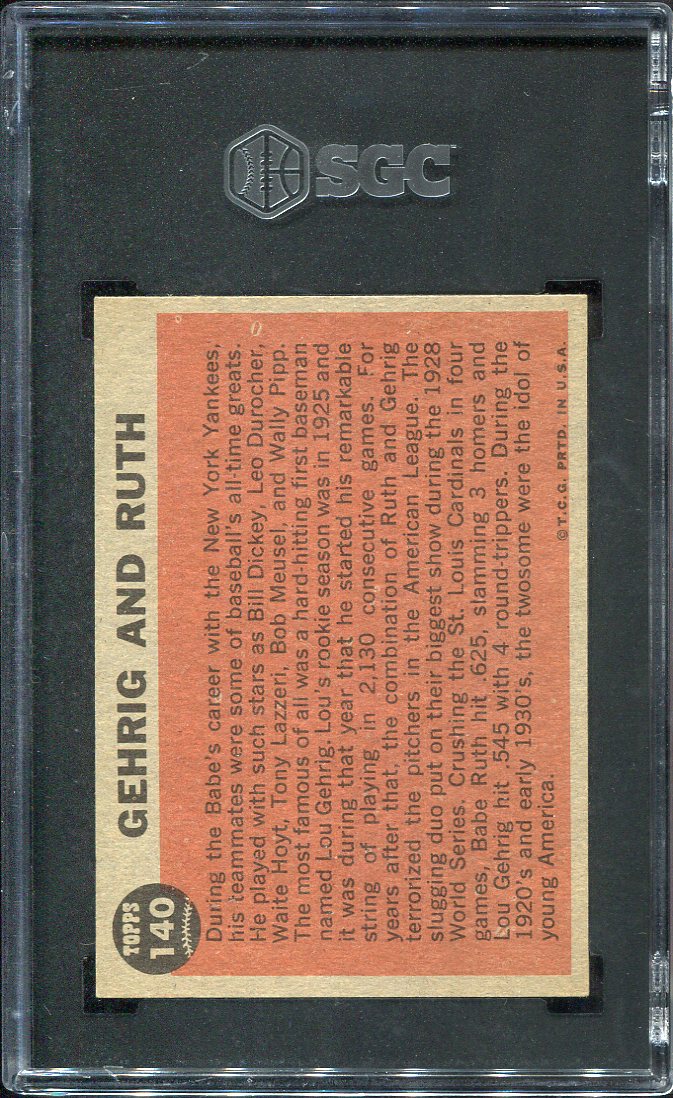 SGC
TOPPS
140
GEHRIG AND RUTH
During the Babe's career with the New York Yankees,
his teammates were some of baseball's all-time greats.
He played with such stars as Bill Dickey, Leo Durocher,
Waite Hoyt, Tony Lazzeri, Bob Meusel, and Wally Pipp.
The most famous of all was a hard-hitting first baseman
named Lou Gehrig. Lou's rookie season was in 1925 and
it was during that year that he started his remarkable
string of playing in 2,130 consecutive games. For
years after that, the combination of Ruth and Gehrig
terrorized the pitchers in the American League. The
slugging duo put on their biggest show during the 1928
World Series. Crushing the St. Louis Cardinals in four
games, Babe Ruth hit .625, slamming 3 homers and
Lou Gehrig hit .545 with 4 round-trippers. During the
1920's and early 1930's, the twosome were the idol of
young America.
©T.C.G. PRTD. IN U.S.A.